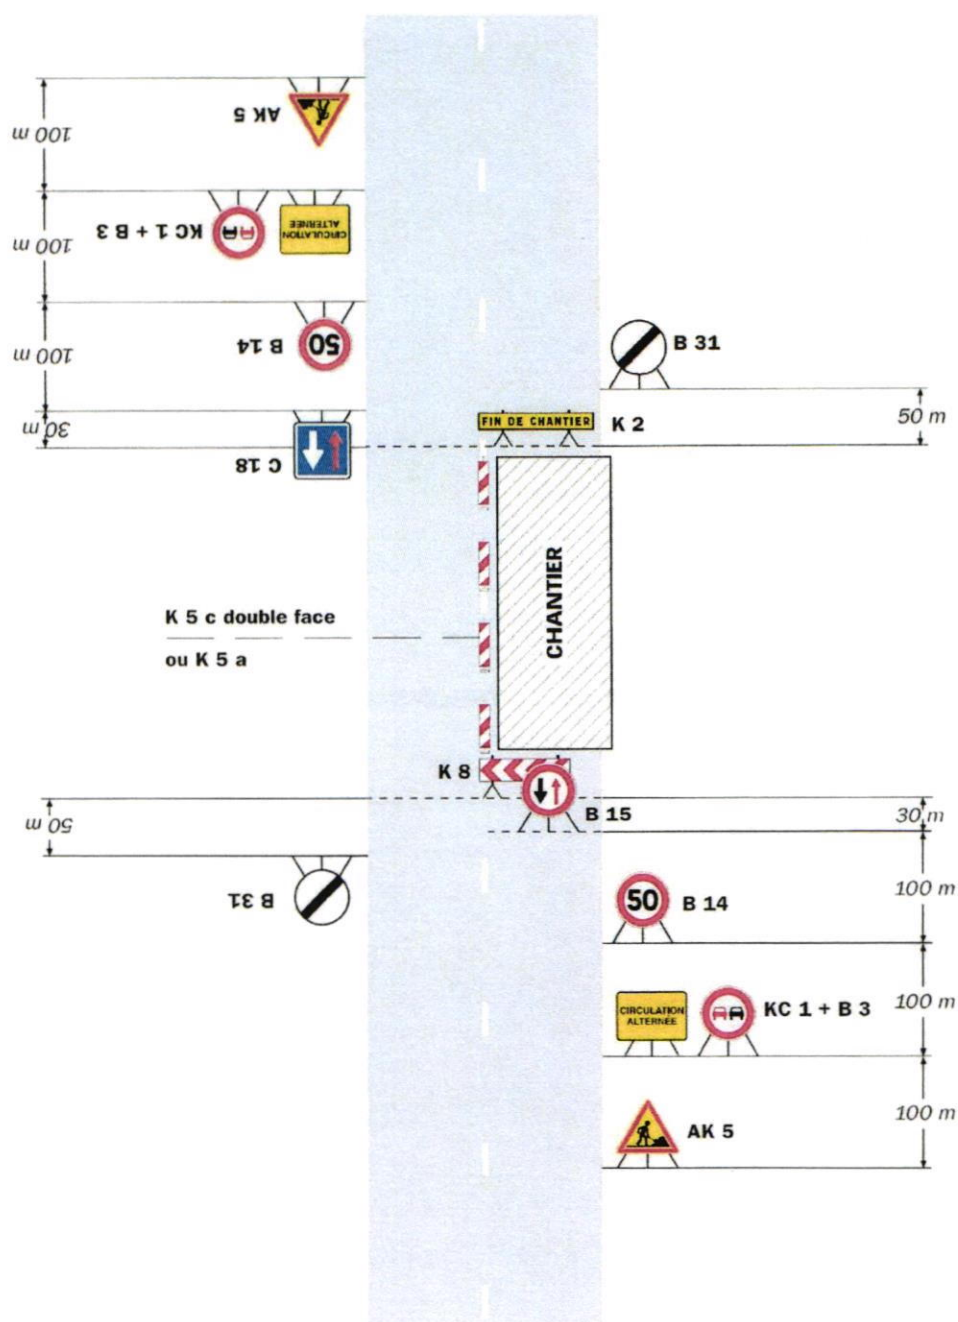 AK 5
100 m
KC 1 + B 3
CIRCULATION
ALTERNÉE
100 m
B 14
50
100 m
B 31
30 m
C 18
FIN DE CHANTIER
K 2
50 m
CHANTIER
K 5 c double face
ou K 5 a
K 8
B 15
30 m
50 m
B 31
50
B 14
100 m
CIRCULATION
ALTERNÉE
KC 1 + B 3
100 m
AK 5
100 m